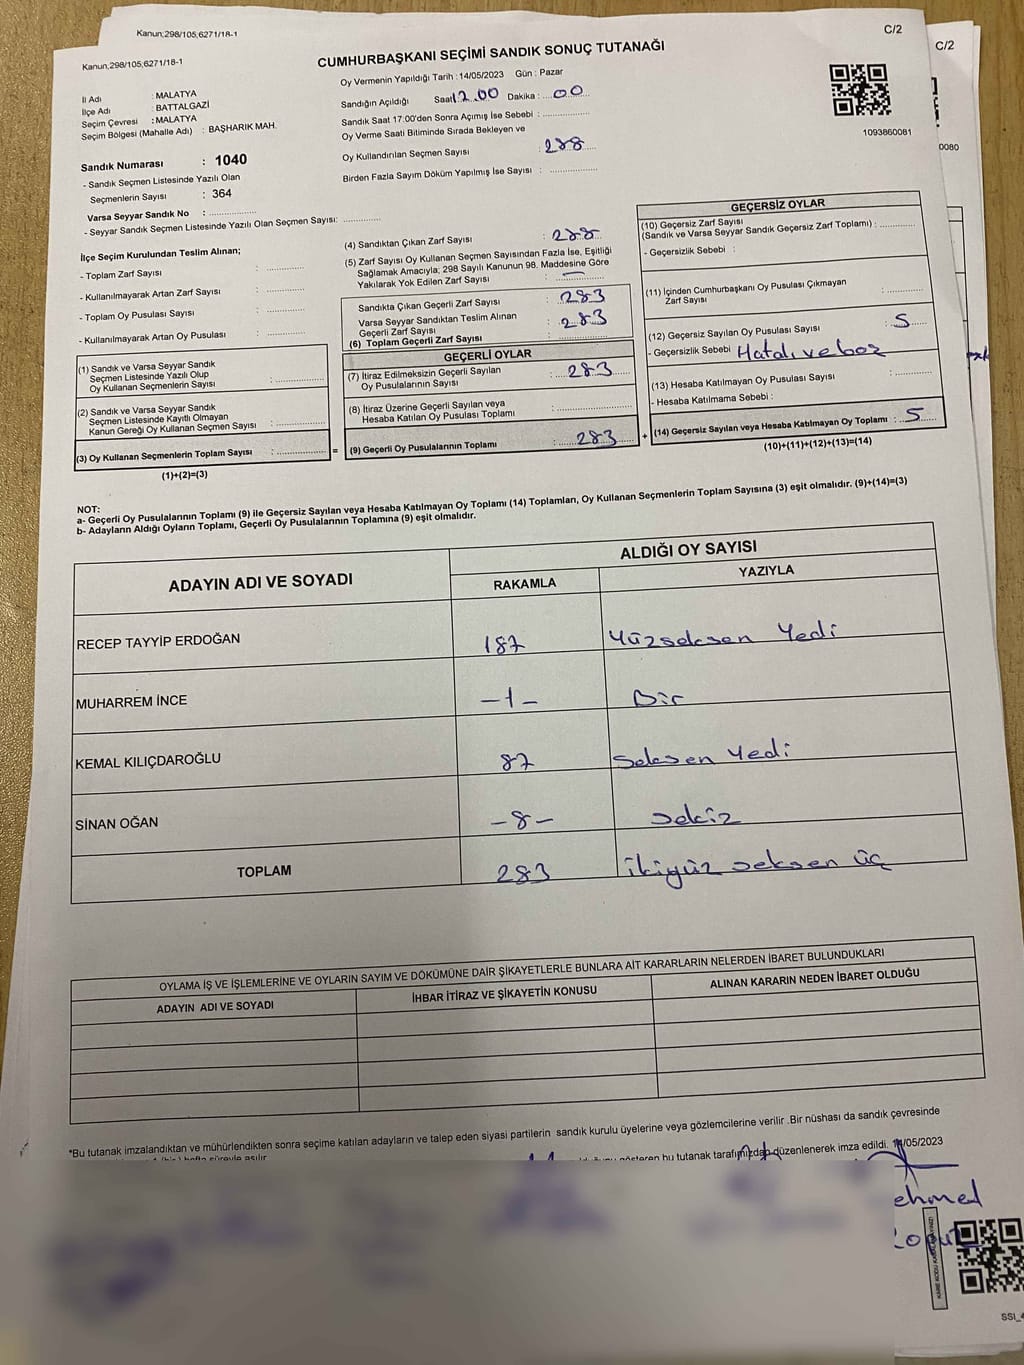 Kanun;298/105;6271/18-1
C/2
Kanun;298/105;6271/18-1
C/2
CUMHURBAŞKANI SEÇİMİ SANDIK SONUÇ TUTANAĞI
İl Adı : MALATYA
İlçe Adı : BATTALGAZİ
Seçim Çevresi : MALATYA
Seçim Bölgesi (Mahalle Adı) : BAŞHARIK MAH.
Sandık Numarası : 1040
- Sandık Seçmen Listesinde Yazılı Olan
Seçmenlerin Sayısı : 364
Varsa Seyyar Sandık No : ...............
- Seyyar Sandık Seçmen Listesinde Yazılı Olan Seçmen Sayısı: ............
Oy Vermenin Yapıldığı Tarih : 14/05/2023 Gün : Pazar
Sandığın Açıldığı Saat 17.00 Dakika : 00
Sandık Saat 17:00'den Sonra Açımış İse Sebebi : ...............
Oy Verme Saati Bitiminde Sırada Bekleyen ve
Oy Kullandırılan Seçmen Sayısı : 288
Birden Fazla Sayım Döküm Yapılmış İse Sayısı : ...............
1093860081
0080
İlçe Seçim Kurulundan Teslim Alınan;
- Toplam Zarf Sayısı : ............
- Kullanılmayarak Artan Zarf Sayısı : ............
- Toplam Oy Pusulası Sayısı : ............
- Kullanılmayarak Artan Oy Pusulası : ............
(1) Sandık ve Varsa Seyyar Sandık
Seçmen Listesinde Yazılı Olup
Oy Kullanan Seçmenlerin Sayısı : ...............
(2) Sandık ve Varsa Seyyar Sandık
Seçmen Listesinde Kayıtlı Olmayan
Kanun Gereği Oy Kullanan Seçmen Sayısı : ...............
(3) Oy Kullanan Seçmenlerin Toplam Sayısı : ............... =
(1)+(2)=(3)
(4) Sandıktan Çıkan Zarf Sayısı : 288
(5) Zarf Sayısı Oy Kullanan Seçmen Sayısından Fazla İse, Eşitliği
Sağlamak Amacıyla; 298 Sayılı Kanunun 98. Maddesine Göre
Yakılarak Yok Edilen Zarf Sayısı : —
Sandıkta Çıkan Geçerli Zarf Sayısı : 283
Varsa Seyyar Sandıktan Teslim Alınan
Geçerli Zarf Sayısı : 283
(6) Toplam Geçerli Zarf Sayısı : ...............
GEÇERLİ OYLAR
(7) İtiraz Edilmeksizin Geçerli Sayılan
Oy Pusulalarının Sayısı : 283
(8) İtiraz Üzerine Geçerli Sayılan veya
Hesaba Katılan Oy Pusulası Toplamı : ...............
(9) Geçerli Oy Pusulalarının Toplamı : 283 +
GEÇERSİZ OYLAR
(10) Geçersiz Zarf Sayısı
(Sandık ve Varsa Seyyar Sandık Geçersiz Zarf Toplamı) : ............
- Geçersizlik Sebebi :
(11) İçinden Cumhurbaşkanı Oy Pusulası Çıkmayan
Zarf Sayısı : ............
(12) Geçersiz Sayılan Oy Pusulası Sayısı : 5
- Geçersizlik Sebebi Hatalı ve boz
(13) Hesaba Katılmayan Oy Pusulası Sayısı : ............
- Hesaba Katılmama Sebebi :
(14) Geçersiz Sayılan veya Hesaba Katılmayan Oy Toplamı : 5
(10)+(11)+(12)+(13)=(14)
NOT:
a- Geçerli Oy Pusulalarının Toplamı (9) ile Geçersiz Sayılan veya Hesaba Katılmayan Oy Toplamı (14) Toplamları, Oy Kullanan Seçmenlerin Toplam Sayısına (3) eşit olmalıdır. (9)+(14)=(3)
b- Adayların Aldığı Oyların Toplamı, Geçerli Oy Pusulalarının Toplamına (9) eşit olmalıdır.
ADAYIN ADI VE SOYADI
ALDIĞI OY SAYISI
RAKAMLA YAZIYLA
RECEP TAYYİP ERDOĞAN 187 Yüzseksen Yedi
MUHARREM İNCE -1- Bir
KEMAL KILIÇDAROĞLU 87 Seksen Yedi
SİNAN OĞAN -8- Sekiz
TOPLAM 283 ikiyüz seksen üç
OYLAMA İŞ VE İŞLEMLERİNE VE OYLARIN SAYIM VE DÖKÜMÜNE DAİR ŞİKAYETLERLE BUNLARA AİT KARARLARIN NELERDEN İBARET BULUNDUKLARI
ADAYIN ADI VE SOYADI İHBAR İTİRAZ VE ŞİKAYETİN KONUSU ALINAN KARARIN NEDEN İBARET OLDUĞU
*Bu tutanak imzalandıktan ve mühürlendikten sonra seçime katılan adayların ve talep eden siyasi partilerin sandık kurulu üyelerine veya gözlemcilerine verilir .Bir nüshası da sandık çevresinde
hafta süreyle asılır
gösteren bu tutanak tarafımızdan düzenlenerek imza edildi. 14/05/2023
ehmed
KARE KODU KAPATMAYINIZ!